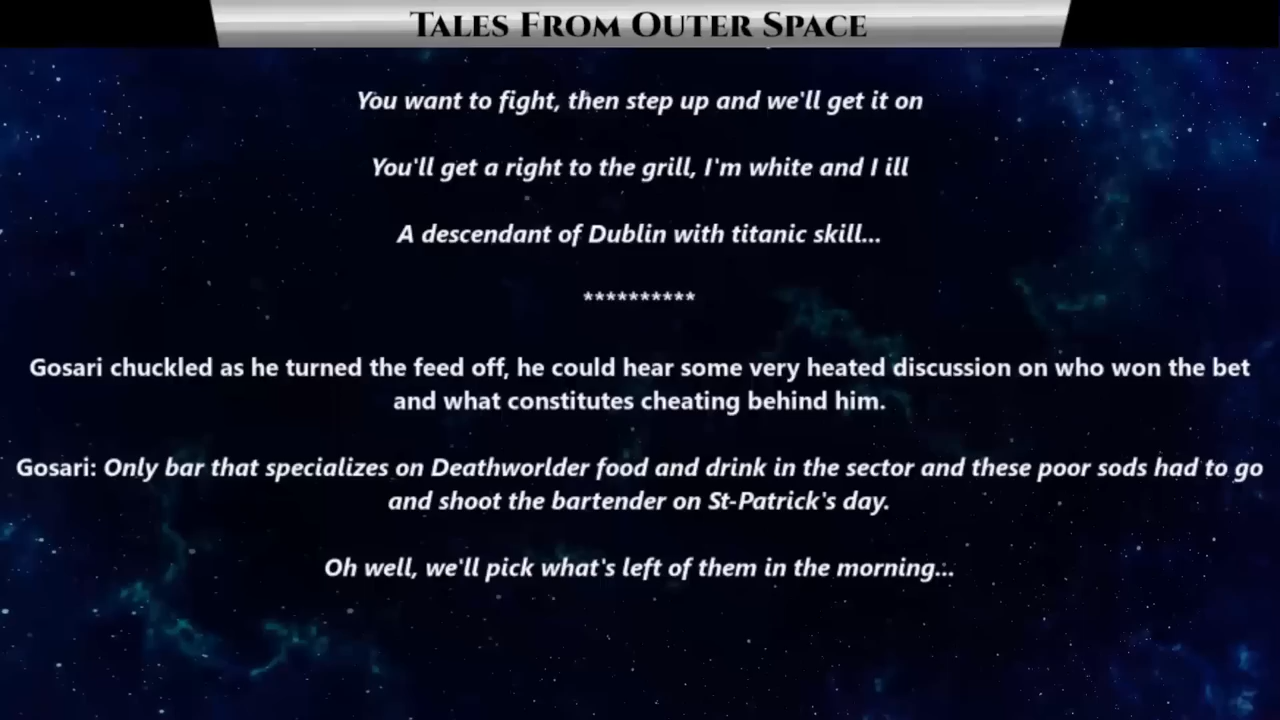 Tales From Outer Space
You want to fight, then step up and we'll get it on
You'll get a right to the grill, I'm white and I ill
A descendant of Dublin with titanic skill...
**********
Gosari chuckled as he turned the feed off, he could hear some very heated discussion on who won the bet
and what constitutes cheating behind him.
Gosari: Only bar that specializes on Deathworlder food and drink in the sector and these poor sods had to go
and shoot the bartender on St-Patrick's day.
Oh well, we'll pick what's left of them in the morning...